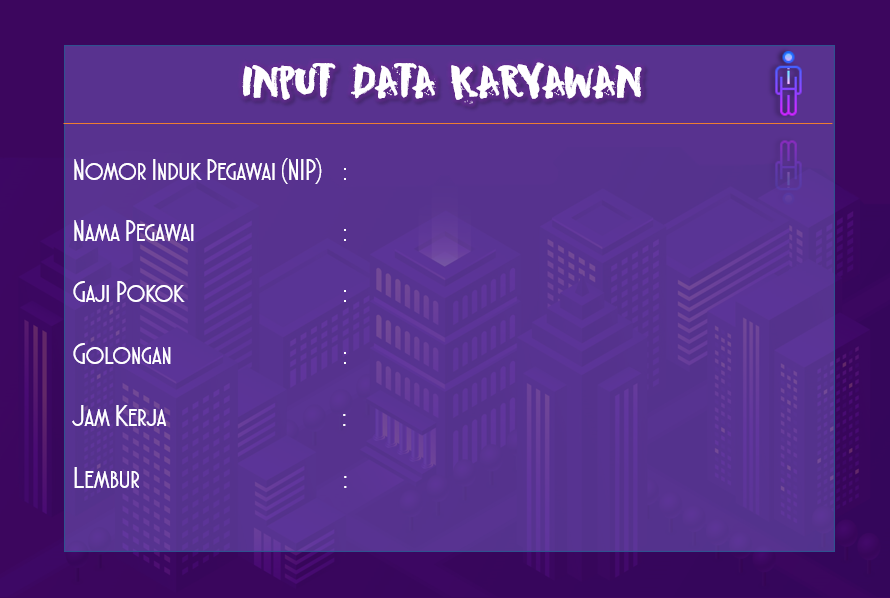 INPUT DATA KARYAWAN
Nomor Induk Pegawai (NIP) :
Nama Pegawai :
Gaji Pokok :
Golongan :
Jam Kerja :
Lembur :